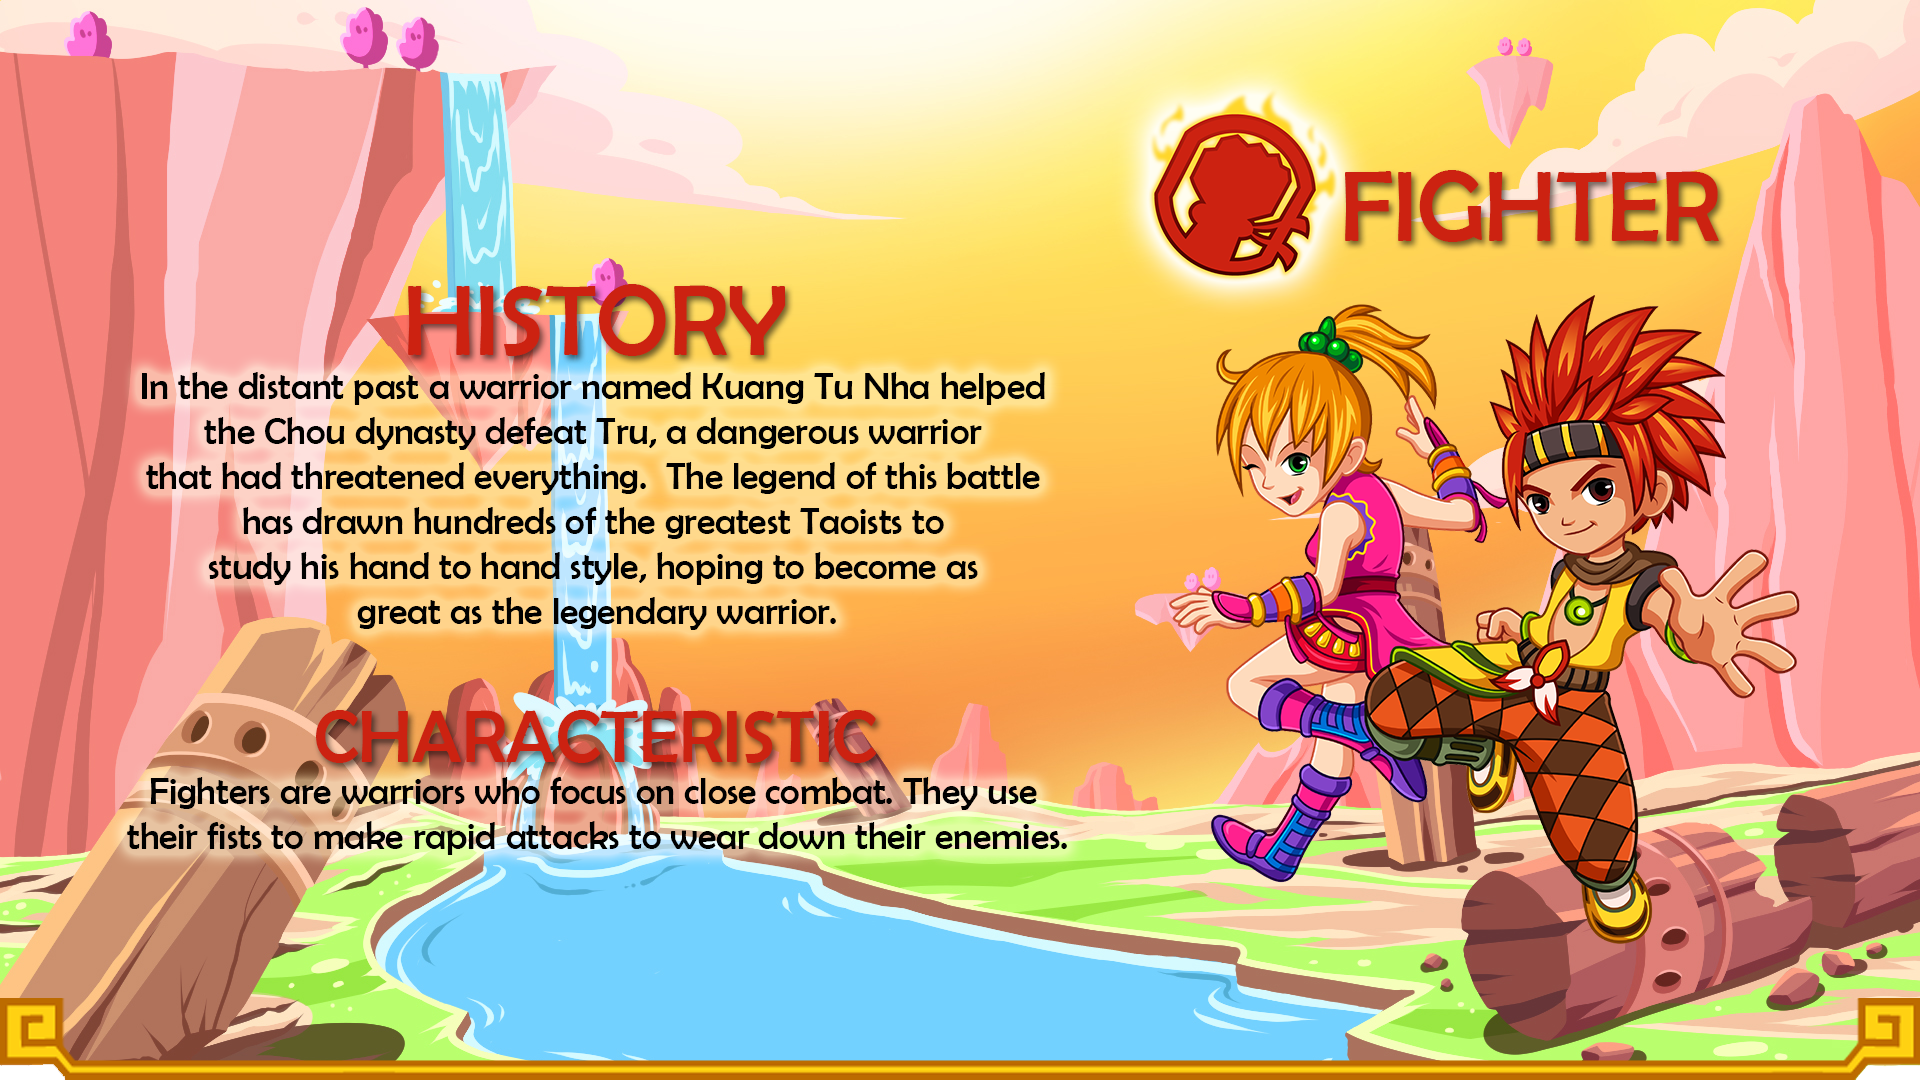 FIGHTER
HISTORY
In the distant past a warrior named Kuang Tu Nha helped
the Chou dynasty defeat Tru, a dangerous warrior
that had threatened everything.  The legend of this battle
has drawn hundreds of the greatest Taoists to
study his hand to hand style, hoping to become as
great as the legendary warrior.
CHARACTERISTIC
Fighters are warriors who focus on close combat. They use
their fists to make rapid attacks to wear down their enemies.